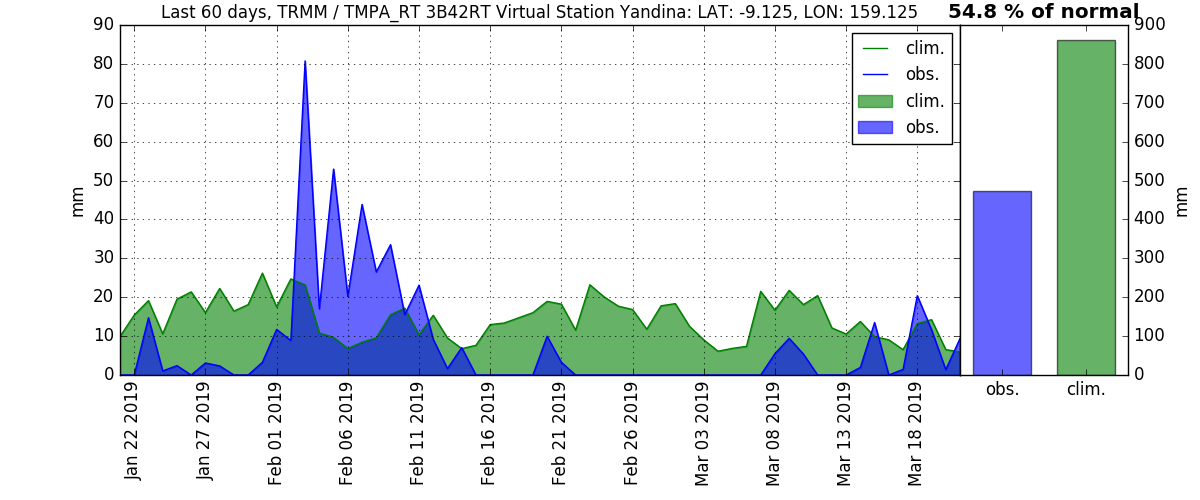 Last 60 days, TRMM / TMPA_RT 3B42RT Virtual Station Yandina: LAT: -9.125, LON: 159.125
54.8 % of normal
90
80
70
60
50
40
30
20
10
0
mm
clim.
obs.
clim.
obs.
Jan 22 2019
Jan 27 2019
Feb 01 2019
Feb 06 2019
Feb 11 2019
Feb 16 2019
Feb 21 2019
Feb 26 2019
Mar 03 2019
Mar 08 2019
Mar 13 2019
Mar 18 2019
900
800
700
600
500
400
300
200
100
0
mm
obs.
clim.